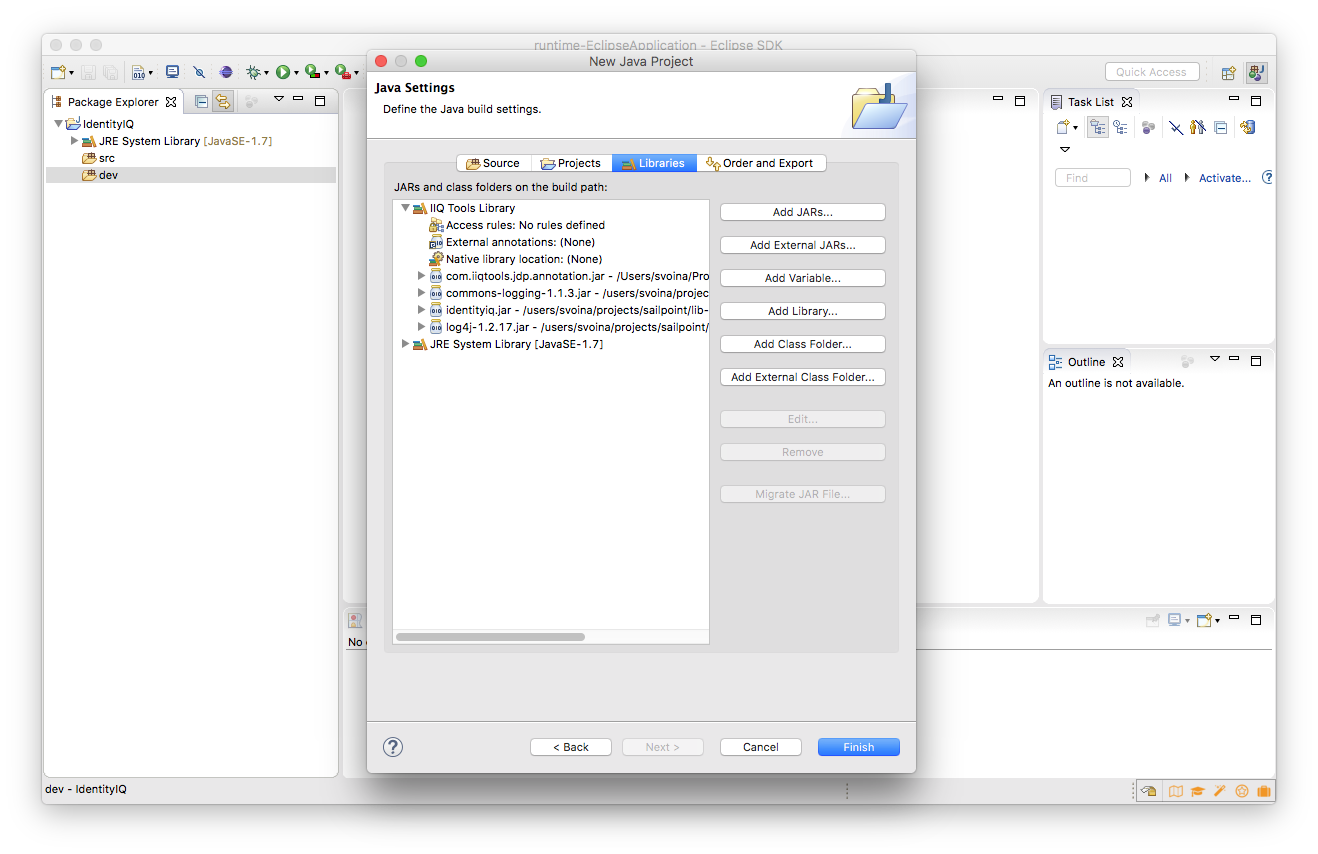 runtime-EclipseApplication - Eclipse SDK
Quick Access
Package Explorer
IdentityIQ
JRE System Library [JavaSE-1.7]
src
dev
New Java Project
Java Settings
Define the Java build settings.
Source
Projects
Libraries
Order and Export
JARs and class folders on the build path:
IIQ Tools Library
Access rules: No rules defined
External annotations: (None)
Native library location: (None)
com.iiqtools.jdp.annotation.jar - /Users/svoina/Pro
commons-logging-1.1.3.jar - /users/svoina/projec
identityiq.jar - /users/svoina/projects/sailpoint/lib-
log4j-1.2.17.jar - /users/svoina/projects/sailpoint/
JRE System Library [JavaSE-1.7]
Add JARs...
Add External JARs...
Add Variable...
Add Library...
Add Class Folder...
Add External Class Folder...
Edit...
Remove
Migrate JAR File...
< Back
Next >
Cancel
Finish
Task List
Find
All
Activate...
Outline
An outline is not available.
No
dev - IdentityIQ